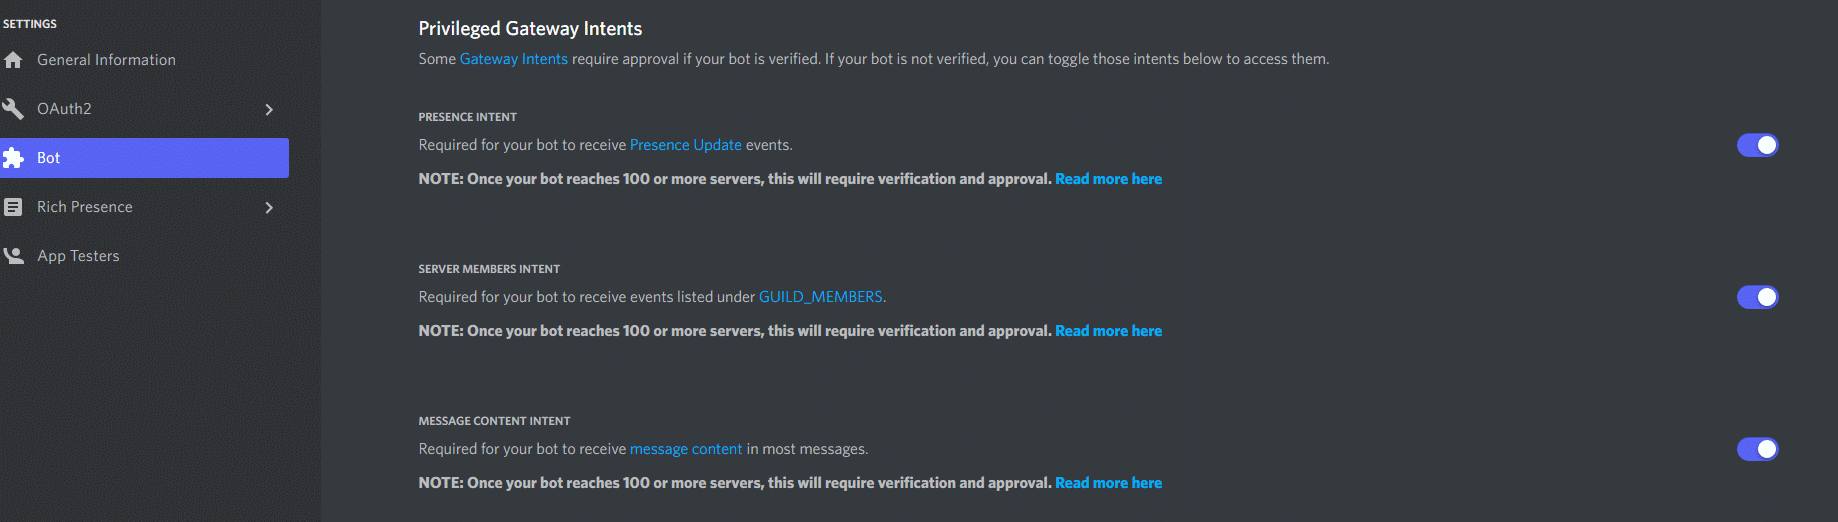 SETTINGS
General Information
OAuth2
Bot
Rich Presence
App Testers
Privileged Gateway Intents
Some Gateway Intents require approval if your bot is verified. If your bot is not verified, you can toggle those intents below to access them.
PRESENCE INTENT
Required for your bot to receive Presence Update events.
NOTE: Once your bot reaches 100 or more servers, this will require verification and approval. Read more here
SERVER MEMBERS INTENT
Required for your bot to receive events listed under GUILD_MEMBERS.
NOTE: Once your bot reaches 100 or more servers, this will require verification and approval. Read more here
MESSAGE CONTENT INTENT
Required for your bot to receive message content in most messages.
NOTE: Once your bot reaches 100 or more servers, this will require verification and approval. Read more here